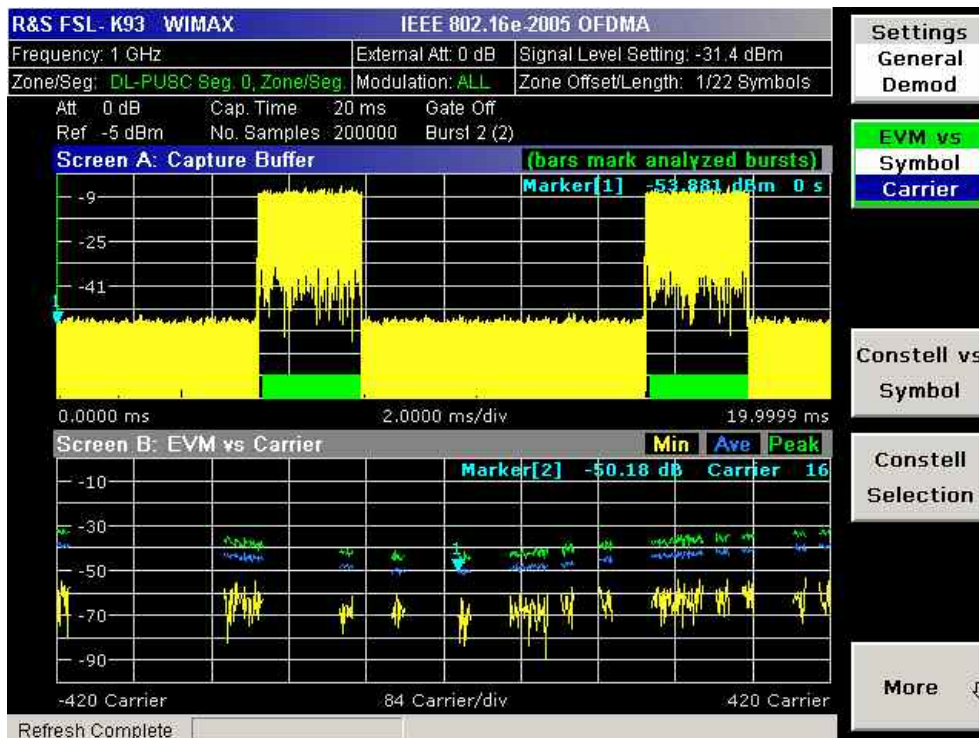 R&S FSL- K93 WIMAX IEEE 802.16e-2005 OFDMA
Frequency: 1 GHz External Att: 0 dB Signal Level Setting: -31.4 dBm
Zone/Seg: DL-PUSC Seg. 0, Zone/Seg. Modulation: ALL Zone Offset/Length: 1/22 Symbols
Att 0 dB Cap. Time 20 ms Gate Off
Ref -5 dBm No. Samples 200000 Burst 2 (2)
Screen A: Capture Buffer (bars mark analyzed bursts)
Marker[1] -53.881 dBm 0 s
-9
-25
-41
1
0.0000 ms 2.0000 ms/div 19.9999 ms
Screen B: EVM vs Carrier Min Ave Peak
Marker[2] -50.18 dB Carrier 16
-10
-30
1
-50
-70
-90
-420 Carrier 84 Carrier/div 420 Carrier
Refresh Complete
Settings
General
Demod
EVM vs
Symbol
Carrier
Constell vs
Symbol
Constell
Selection
More